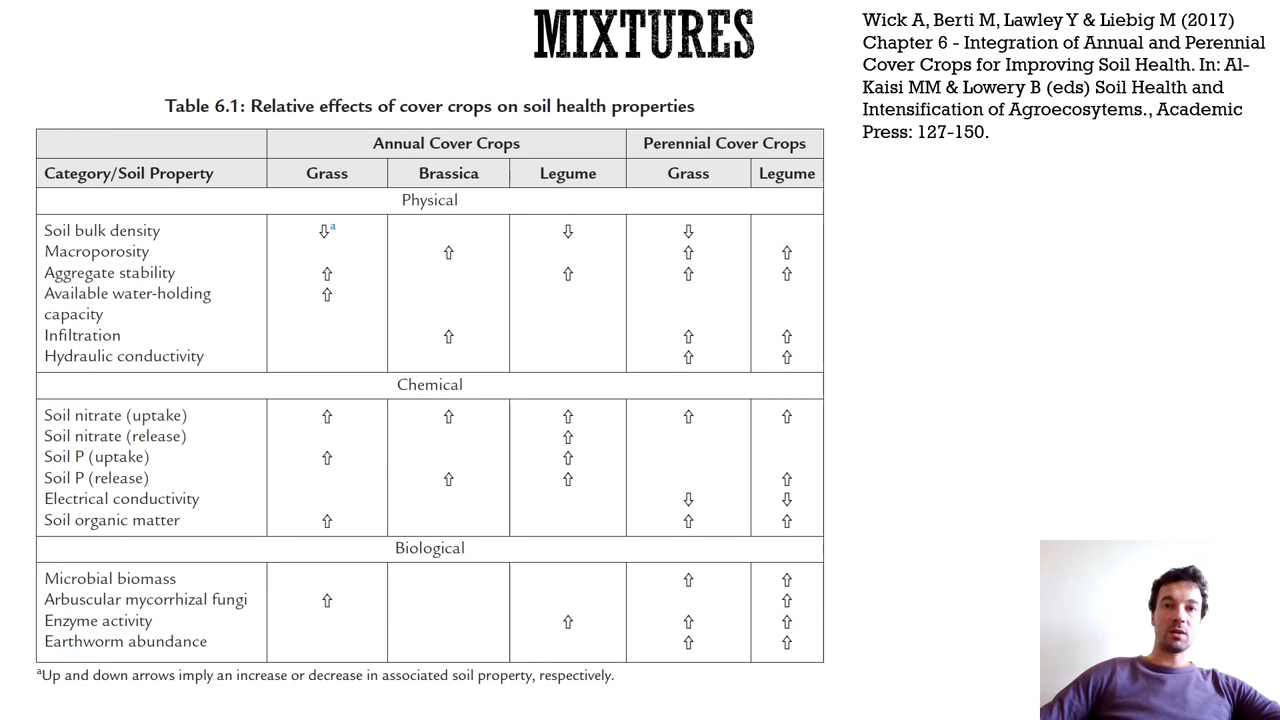 MIXTURES
Wick A, Berti M, Lawley Y & Liebig M (2017)
Chapter 6 - Integration of Annual and Perennial
Cover Crops for Improving Soil Health. In: Al-
Kaisi MM & Lowery B (eds) Soil Health and
Intensification of Agroecosytems., Academic
Press: 127-150.
Table 6.1: Relative effects of cover crops on soil health properties
Annual Cover Crops Perennial Cover Crops
Category/Soil Property Grass Brassica Legume Grass Legume
Physical
Soil bulk density ⇩a ⇩ ⇩
Macroporosity ⇧ ⇧ ⇧
Aggregate stability ⇧ ⇧ ⇧ ⇧
Available water-holding ⇧
capacity
Infiltration ⇧ ⇧ ⇧
Hydraulic conductivity ⇧ ⇧
Chemical
Soil nitrate (uptake) ⇧ ⇧ ⇧ ⇧ ⇧
Soil nitrate (release) ⇧
Soil P (uptake) ⇧ ⇧
Soil P (release) ⇧ ⇧ ⇧
Electrical conductivity ⇩ ⇩
Soil organic matter ⇧ ⇧ ⇧
Biological
Microbial biomass ⇧ ⇧
Arbuscular mycorrhizal fungi ⇧ ⇧
Enzyme activity ⇧ ⇧ ⇧
Earthworm abundance ⇧ ⇧
aUp and down arrows imply an increase or decrease in associated soil property, respectively.